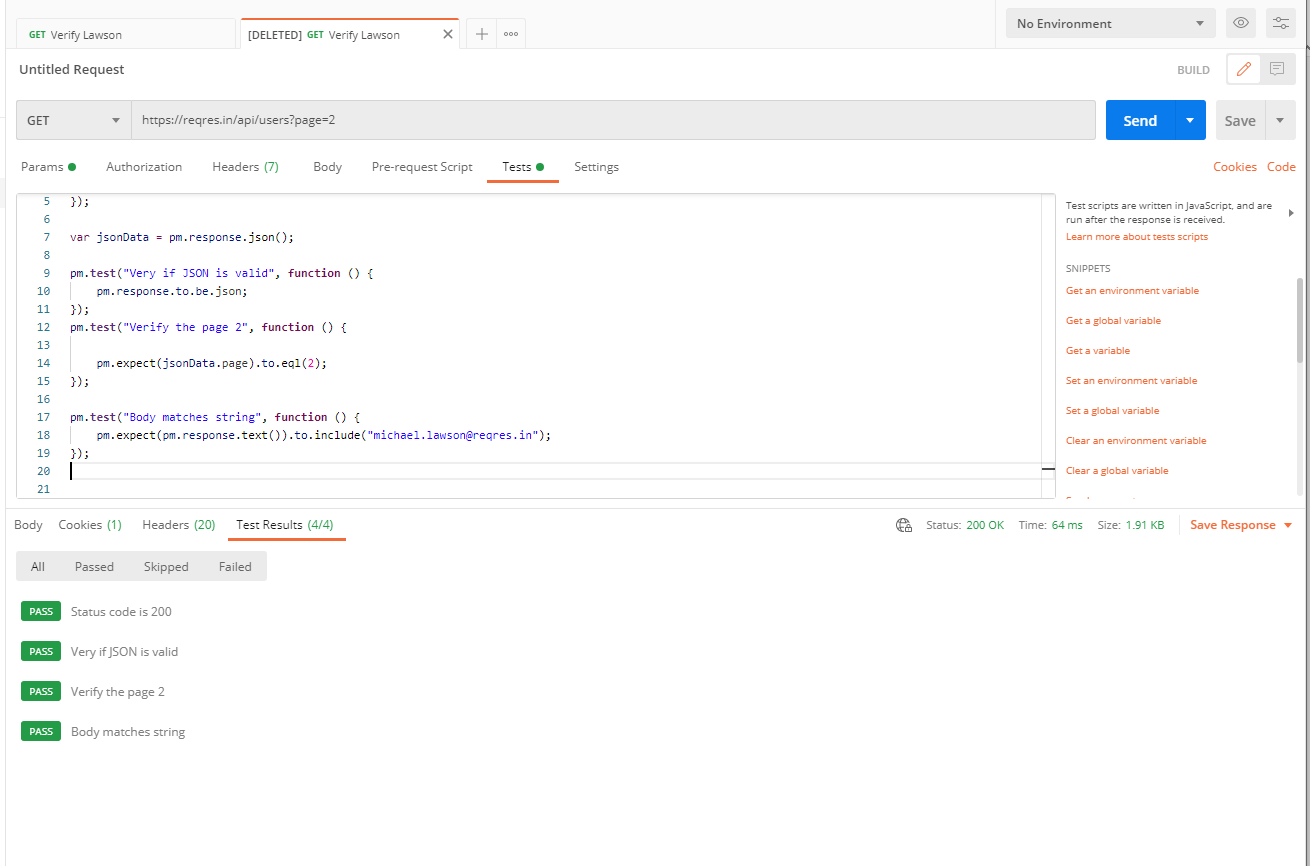 GET Verify Lawson
[DELETED] GET Verify Lawson
No Environment
Untitled Request
BUILD
GET
https://reqres.in/api/users?page=2
Send
Save
Params
Authorization
Headers (7)
Body
Pre-request Script
Tests
Settings
Cookies
Code
5 });
6
7 var jsonData = pm.response.json();
8
9 pm.test("Very if JSON is valid", function () {
10 pm.response.to.be.json;
11 });
12 pm.test("Verify the page 2", function () {
13
14 pm.expect(jsonData.page).to.eql(2);
15 });
16
17 pm.test("Body matches string", function () {
18 pm.expect(pm.response.text()).to.include("michael.lawson@reqres.in");
19 });
20
21
Test scripts are written in JavaScript, and are
run after the response is received.
Learn more about tests scripts
SNIPPETS
Get an environment variable
Get a global variable
Get a variable
Set an environment variable
Set a global variable
Clear an environment variable
Clear a global variable
Body
Cookies (1)
Headers (20)
Test Results (4/4)
Status: 200 OK
Time: 64 ms
Size: 1.91 KB
Save Response
All
Passed
Skipped
Failed
PASS Status code is 200
PASS Very if JSON is valid
PASS Verify the page 2
PASS Body matches string